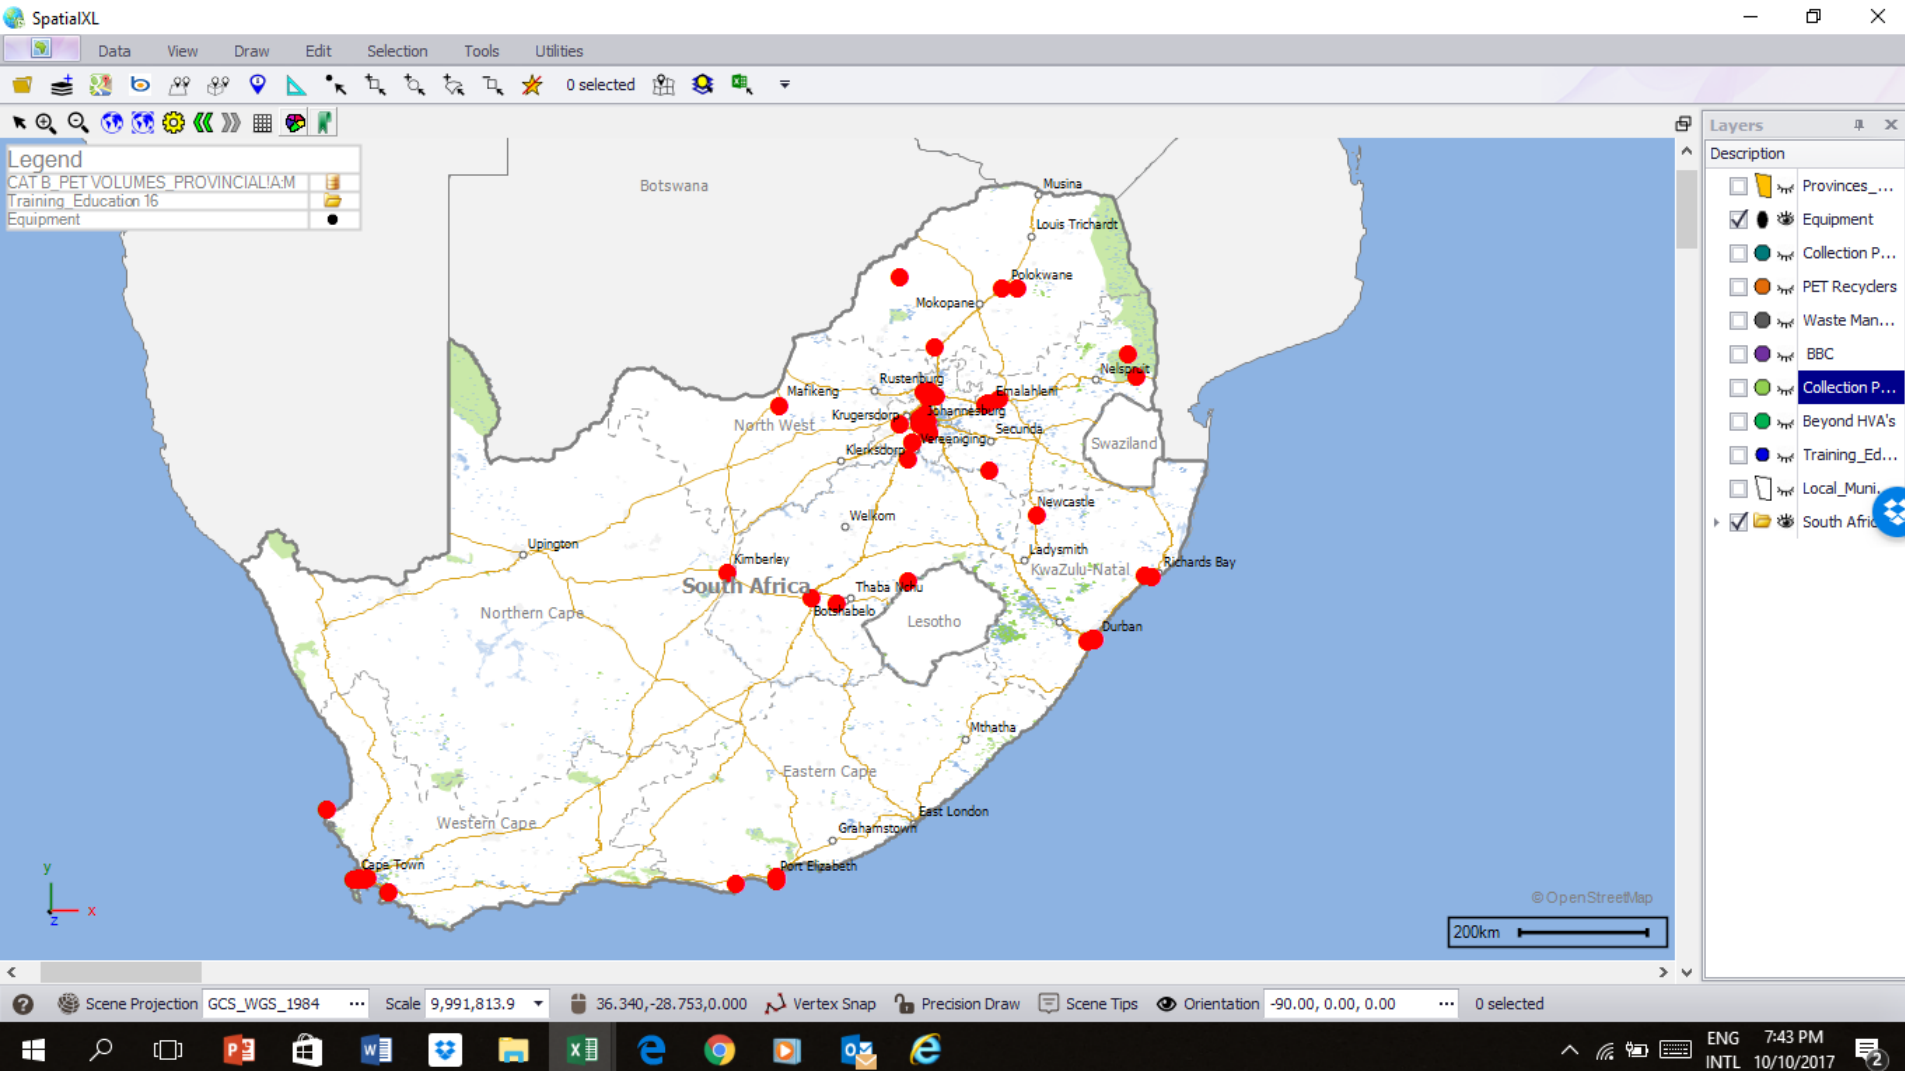 SpatialXL
Data View Draw Edit Selection Tools Utilities
0 selected
Legend
CAT B_PET VOLUMES_PROVINCIAL!A:M
Training_Education 16
Equipment
Botswana
Musina
Louis Trichardt
Polokwane
Mokopane
Nelspruit
Rustenburg
Emalahleni
Mafikeng
Johannesburg
Krugersdorp
North West
Secunda
Vereeniging
Swaziland
Klerksdorp
Newcastle
Welkom
Upington
Ladysmith
Kimberley
Richards Bay
KwaZulu-Natal
South Africa
Thaba Nchu
Botshabelo
Northern Cape
Lesotho
Durban
Mthatha
Eastern Cape
East London
Western Cape
Grahamstown
Cape Town
Port Elizabeth
y
x
z
© OpenStreetMap
200km
Layers
Description
Provinces_...
Equipment
Collection P...
PET Recyclers
Waste Man...
BBC
Collection P...
Beyond HVA's
Training_Ed...
Local_Muni.
South Afri
Scene Projection GCS_WGS_1984 ... Scale 9,991,813.9 36.340,-28.753,0.000 Vertex Snap Precision Draw Scene Tips Orientation -90.00, 0.00, 0.00 ... 0 selected
ENG 7:43 PM
INTL 10/10/2017 2